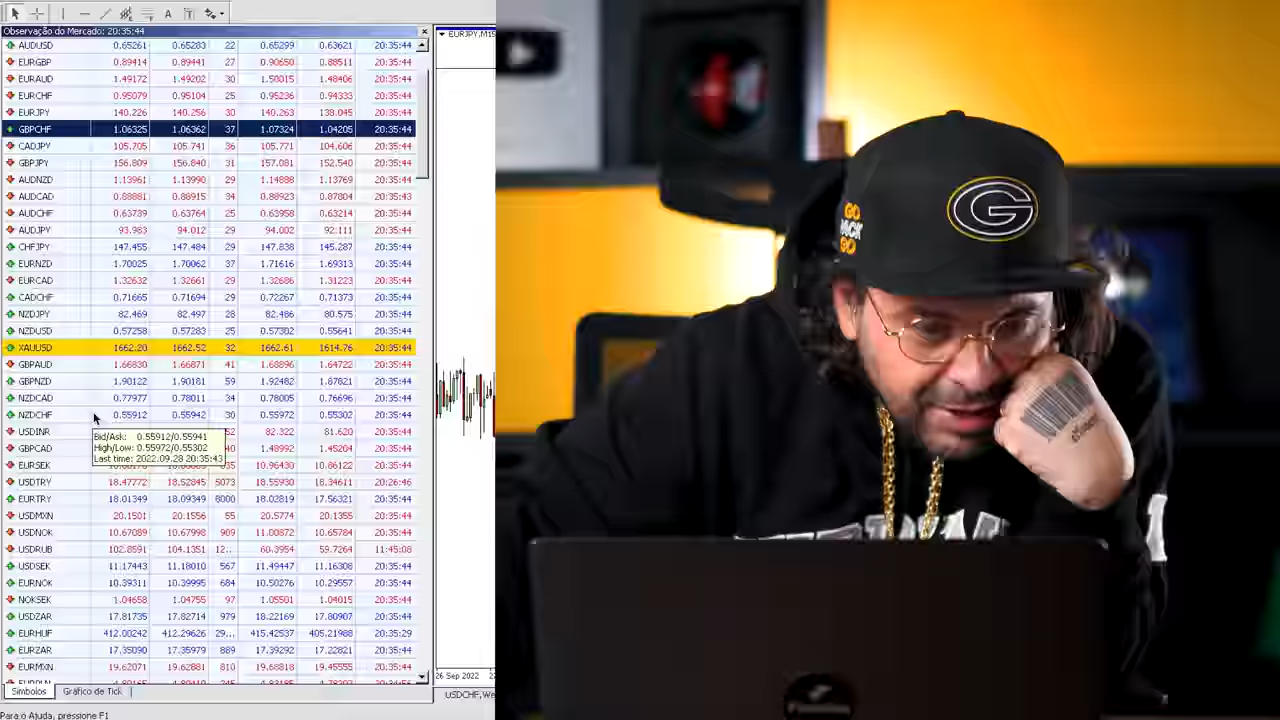 Observação do Mercado: 20:35:44
AUDUSD 0.65261 0.65283 22 0.65299 0.63621 20:35:44
EURGBP 0.89414 0.89441 27 0.90650 0.88511 20:35:44
EURAUD 1.49172 1.49202 30 1.50015 1.48406 20:35:44
EURCHF 0.95079 0.95104 25 0.95236 0.94333 20:35:44
EURJPY 140.226 140.256 30 140.263 138.045 20:35:44
GBPCHF 1.06325 1.06362 37 1.07324 1.04205 20:35:44
CADJPY 105.705 105.741 36 105.771 104.606 20:35:44
GBPJPY 156.809 156.840 31 157.081 152.540 20:35:44
AUDNZD 1.13961 1.13990 29 1.14888 1.13769 20:35:44
AUDCAD 0.88881 0.88915 34 0.88923 0.87804 20:35:43
AUDCHF 0.63739 0.63764 25 0.63958 0.63214 20:35:44
AUDJPY 93.983 94.012 29 94.002 92.111 20:35:44
CHFJPY 147.455 147.484 29 147.838 145.287 20:35:44
EURNZD 1.70025 1.70062 37 1.71616 1.69313 20:35:44
EURCAD 1.32632 1.32661 29 1.32686 1.31223 20:35:44
CADCHF 0.71665 0.71694 29 0.72267 0.71373 20:35:44
NZDJPY 82.469 82.497 28 82.486 80.575 20:35:44
NZDUSD 0.57258 0.57283 25 0.57302 0.55641 20:35:44
XAUUSD 1662.20 1662.52 32 1662.61 1614.76 20:35:44
GBPAUD 1.66830 1.66871 41 1.68896 1.64722 20:35:44
GBPNZD 1.90122 1.90181 59 1.92482 1.87821 20:35:44
NZDCAD 0.77977 0.78011 34 0.78005 0.76696 20:35:44
NZDCHF 0.55912 0.55942 30 0.55972 0.55302 20:35:44
USDINR 52 82.322 81.620 20:35:44
Bid/Ask: 0.55912/0.55941
High/Low: 0.55972/0.55302
Last time: 2022.09.28 20:35:43
GBPCAD 40 1.48992 1.45204 20:35:44
EURSEK 10.96430 10.86122 20:35:44
USDTRY 18.47772 18.52845 5073 18.55930 18.34611 20:26:46
EURTRY 18.01349 18.09349 8000 18.02819 17.56321 20:35:44
USDMXN 20.1501 20.1556 55 20.5774 20.1355 20:35:44
USDNOK 10.67089 10.67998 909 11.00872 10.65784 20:35:44
USDRUB 102.8591 104.1351 12... 60.3954 59.7264 11:45:08
USDSEK 11.17443 11.18010 567 11.49447 11.16308 20:35:44
EURNOK 10.39311 10.39995 684 10.50276 10.29557 20:35:44
NOKSEK 1.04658 1.04755 97 1.05501 1.04015 20:35:44
USDZAR 17.81735 17.82714 979 18.22169 17.80907 20:35:44
EURHUF 412.00242 412.29626 29... 415.42537 405.21988 20:35:29
EURZAR 17.35090 17.35979 889 17.39292 17.22821 20:35:44
EURMXN 19.62071 19.62881 810 19.68818 19.45555 20:35:44
Símbolos Gráfico de Tick
Para o Ajuda, pressione F1
EURJPY,M15
26 Sep 2022
USDCHF,We
GO
PACK
GO
G